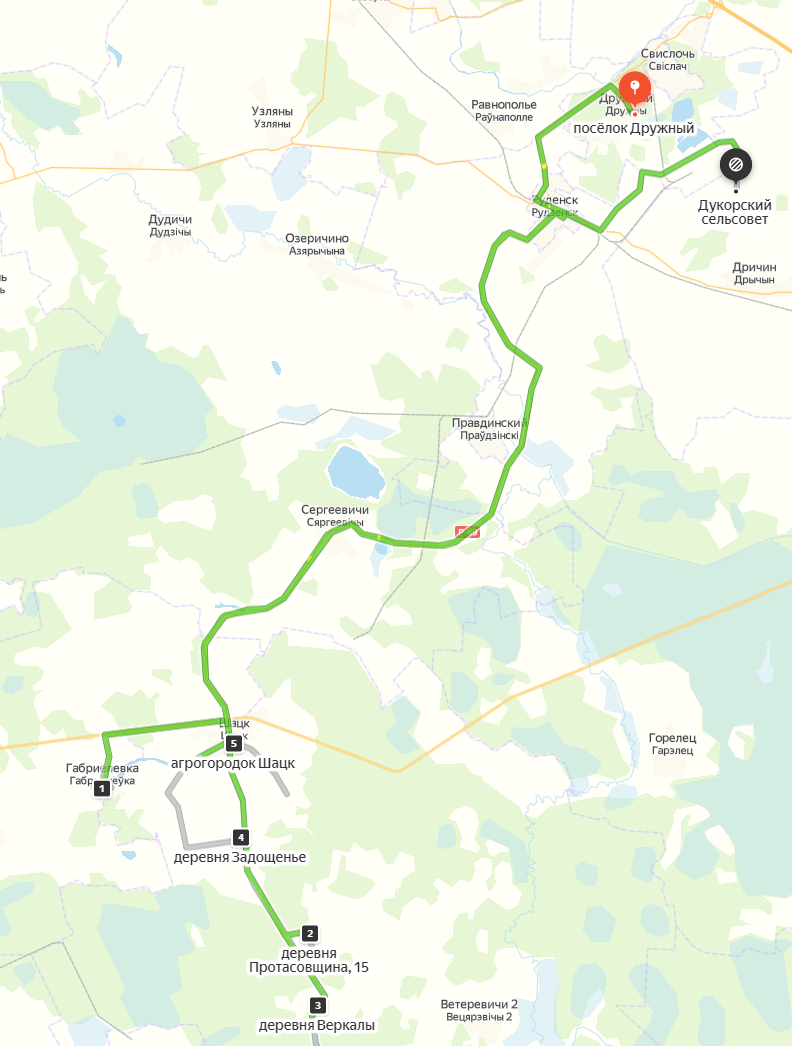 Свислочь
Свіслач
Равнополье
Раўнаполле
посёлок Дружный
Узляны
Узляны
Руденск
Рудзенск
Дукорский
сельсовет
Дудичи
Дудзічы
Озеричино
Азярычына
Дричин
Дрычын
Правдинский
Праўдзінскі
Сергеевичи
Сяргеевічы
Шацк
5
агрогородок Шацк
Горелец
Гарэлец
Габриелевка
1
4
деревня Задощенье
2
деревня
Протасовщина, 15
3
деревня Веркалы
Ветеревичи 2
Вецярэвічы 2